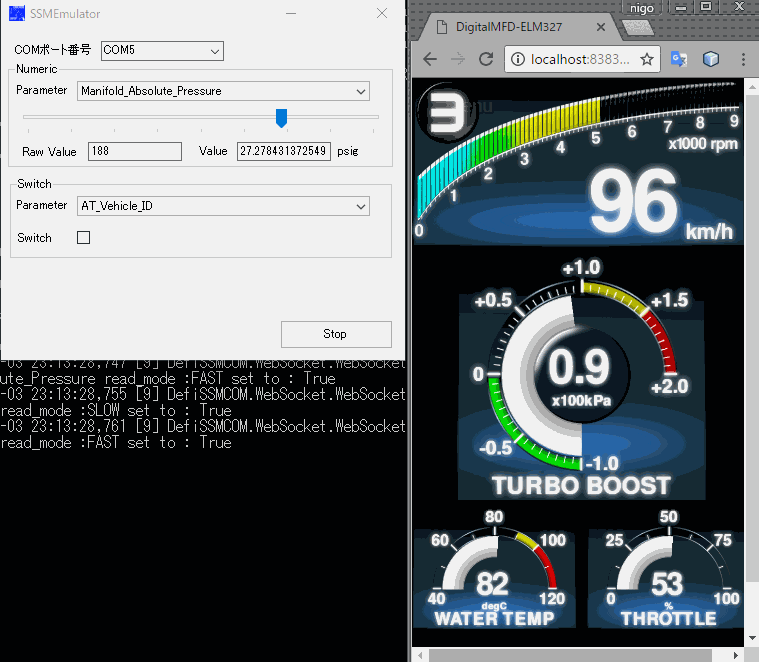 SSMEmulator
COMポート番号 COM5
Numeric
Parameter Manifold_Absolute_Pressure
Raw Value 188 Value 27.278431372549 psig
Switch
Parameter AT_Vehicle_ID
Switch
Stop
-03 23:13:28,747 [9] DefiSSMCOM.WebSocket.WebSocket
ute_Pressure read_mode :FAST set to : True
-03 23:13:28,755 [9] DefiSSMCOM.WebSocket.WebSocket
read_mode :SLOW set to : True
-03 23:13:28,761 [9] DefiSSMCOM.WebSocket.WebSocket
read_mode :FAST set to : True
nigo
DigitalMFD-ELM327
localhost:8383...
3
0 1 2 3 4 5 6 7 8 9
x1000 rpm
96 km/h
+1.0
+0.5 +1.5
0 0.9 +2.0
x100kPa
-0.5
-1.0
TURBO BOOST
80
60 100
82
40 degC 120
WATER TEMP
50
25 75
53
0 % 100
THROTTLE